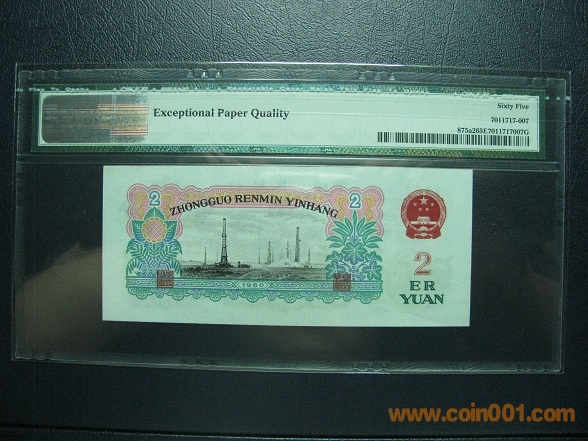 Sixty Five
Exceptional Paper Quality
7011717-007
875a265E7011717007G
2 2
ZHONGGUO RENMIN YINHANG
2
1960
ER
YUAN
www.coin001.com